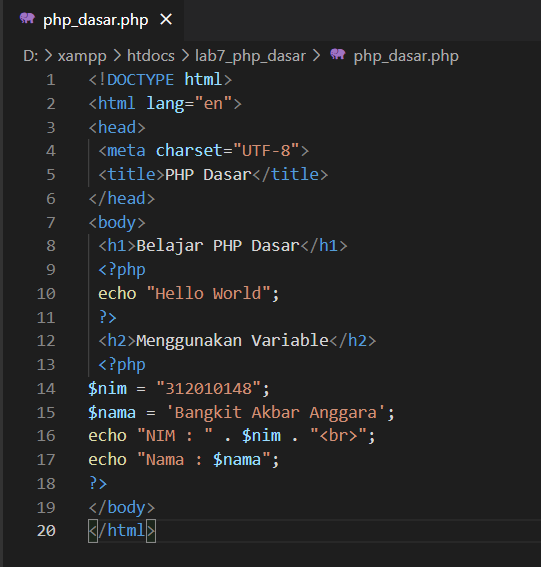 php_dasar.php ×
D: > xampp > htdocs > lab7_php_dasar > php_dasar.php
1 <!DOCTYPE html>
2 <html lang="en">
3 <head>
4 <meta charset="UTF-8">
5 <title>PHP Dasar</title>
6 </head>
7 <body>
8 <h1>Belajar PHP Dasar</h1>
9 <?php
10 echo "Hello World";
11 ?>
12 <h2>Menggunakan Variable</h2>
13 <?php
14 $nim = "312010148";
15 $nama = 'Bangkit Akbar Anggara';
16 echo "NIM : " . $nim . "<br>";
17 echo "Nama : $nama";
18 ?>
19 </body>
20 </html>